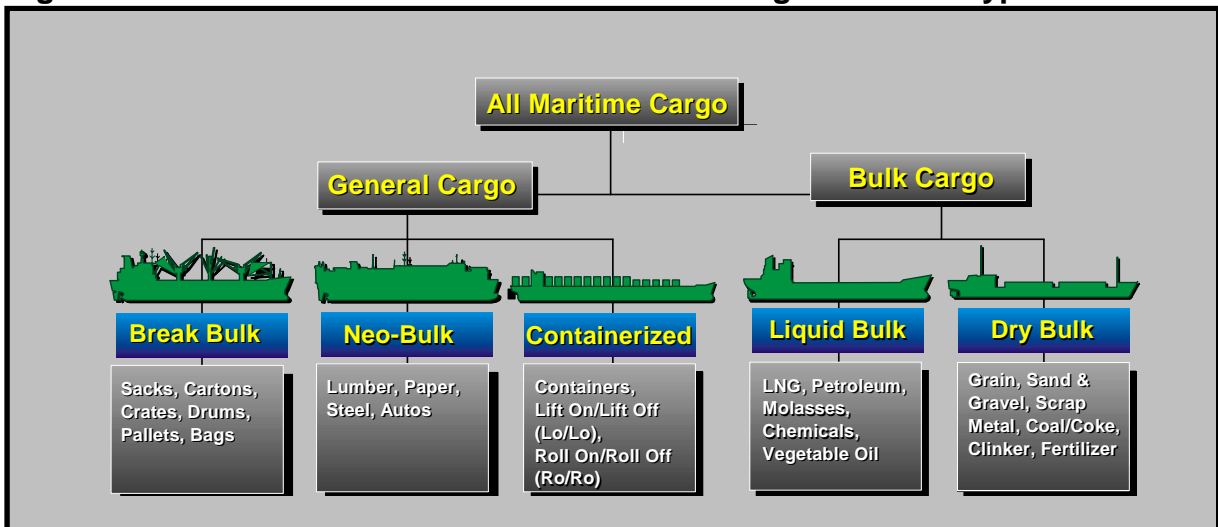 All Maritime Cargo
General Cargo
Bulk Cargo
Break Bulk
Neo-Bulk
Containerized
Liquid Bulk
Dry Bulk
Sacks, Cartons,
Crates, Drums,
Pallets, Bags
Lumber, Paper,
Steel, Autos
Containers,
Lift On/Lift Off
(Lo/Lo),
Roll On/Roll Off
(Ro/Ro)
LNG, Petroleum,
Molasses,
Chemicals,
Vegetable Oil
Grain, Sand &
Gravel, Scrap
Metal, Coal/Coke,
Clinker, Fertilizer